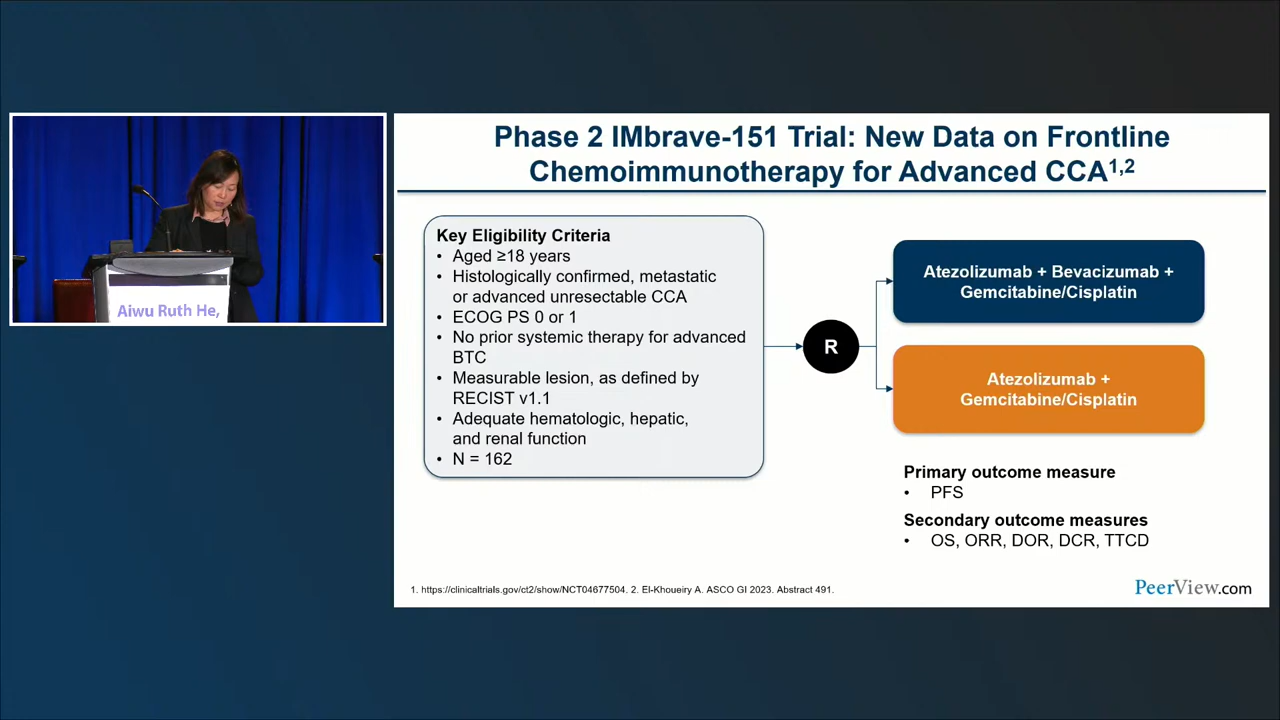 Aiwu Ruth He,
Phase 2 IMbrave-151 Trial: New Data on Frontline
Chemoimmunotherapy for Advanced CCA1,2
Key Eligibility Criteria
• Aged ≥18 years
• Histologically confirmed, metastatic
or advanced unresectable CCA
• ECOG PS 0 or 1
• No prior systemic therapy for advanced
BTC
• Measurable lesion, as defined by
RECIST v1.1
• Adequate hematologic, hepatic,
and renal function
• N = 162
R
Atezolizumab + Bevacizumab +
Gemcitabine/Cisplatin
Atezolizumab +
Gemcitabine/Cisplatin
Primary outcome measure
• PFS
Secondary outcome measures
• OS, ORR, DOR, DCR, TTCD
1. https://clinicaltrials.gov/ct2/show/NCT04677504. 2. El-Khoueiry A. ASCO GI 2023. Abstract 491.
PeerView.com